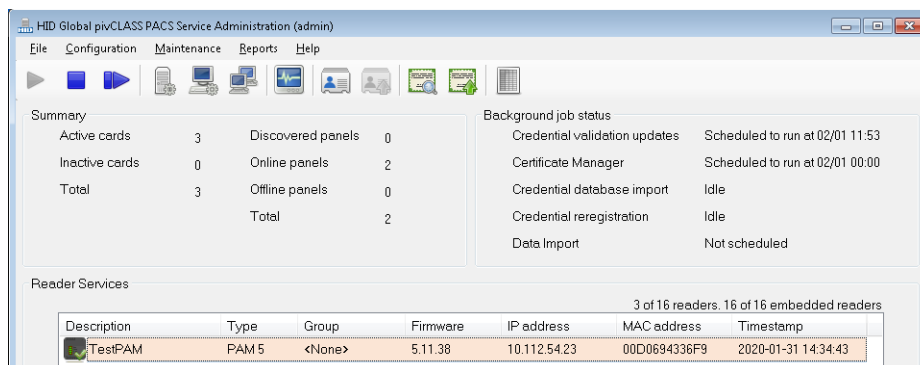 HID Global pivCLASS PACS Service Administration (admin)
File Configuration Maintenance Reports Help
Summary
Active cards 3 Discovered panels 0
Inactive cards 0 Online panels 2
Total 3 Offline panels 0
Total 2
Background job status
Credential validation updates Scheduled to run at 02/01 11:53
Certificate Manager Scheduled to run at 02/01 00:00
Credential database import Idle
Credential reregistration Idle
Data Import Not scheduled
Reader Services
3 of 16 readers. 16 of 16 embedded readers
Description Type Group Firmware IP address MAC address Timestamp
TestPAM PAM 5 <None> 5.11.38 10.112.54.23 00D0694336F9 2020-01-31 14:34:43